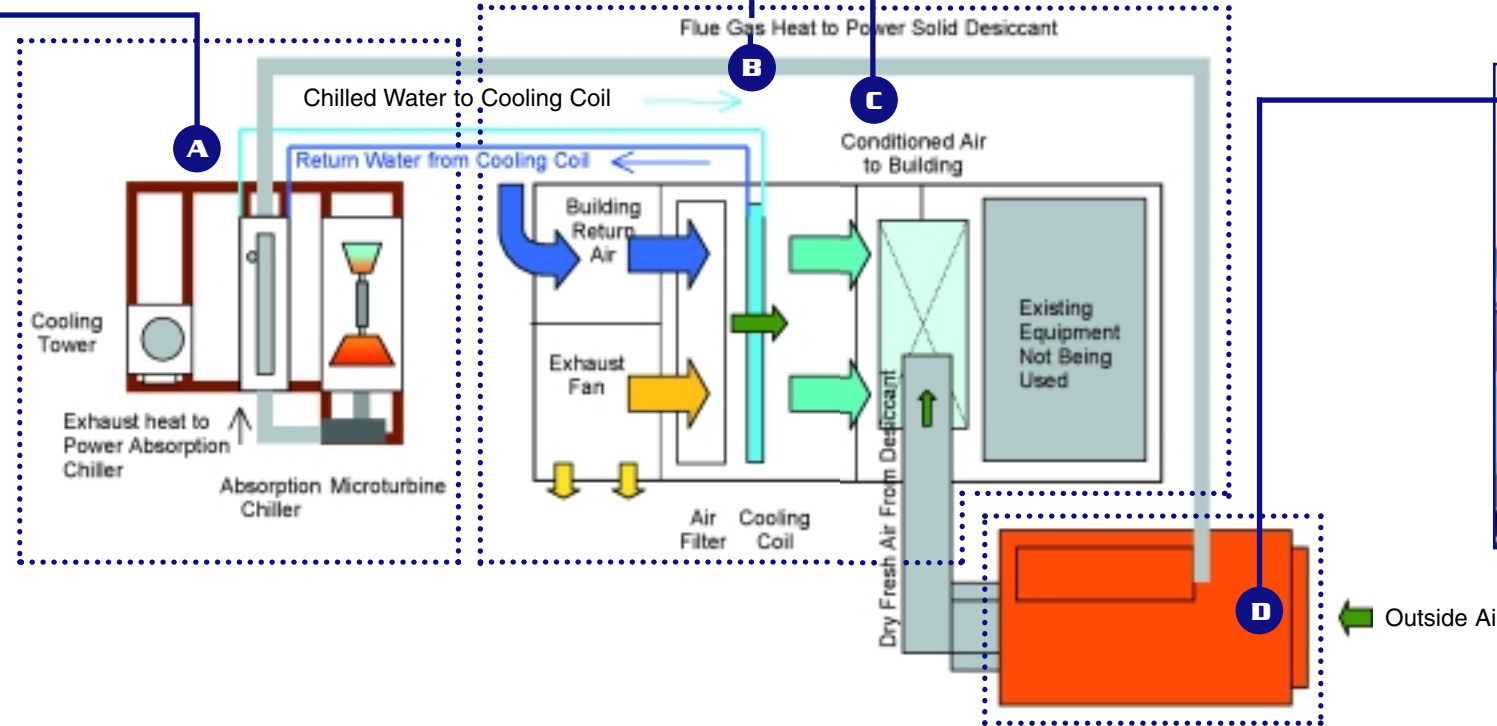 Flue Gas Heat to Power Solid Desiccant
B
Chilled Water to Cooling Coil
C
A
Return Water from Cooling Coil
Conditioned Air
to Building
Building
Return
Air
Existing
Equipment
Not Being
Used
Cooling
Tower
Exhaust
Fan
Exhaust heat to
Power Absorption
Chiller
Absorption
Chiller
Microturbine
Air
Filter
Cooling
Coil
Dry Fresh Air From Desiccant
D
Outside Ai